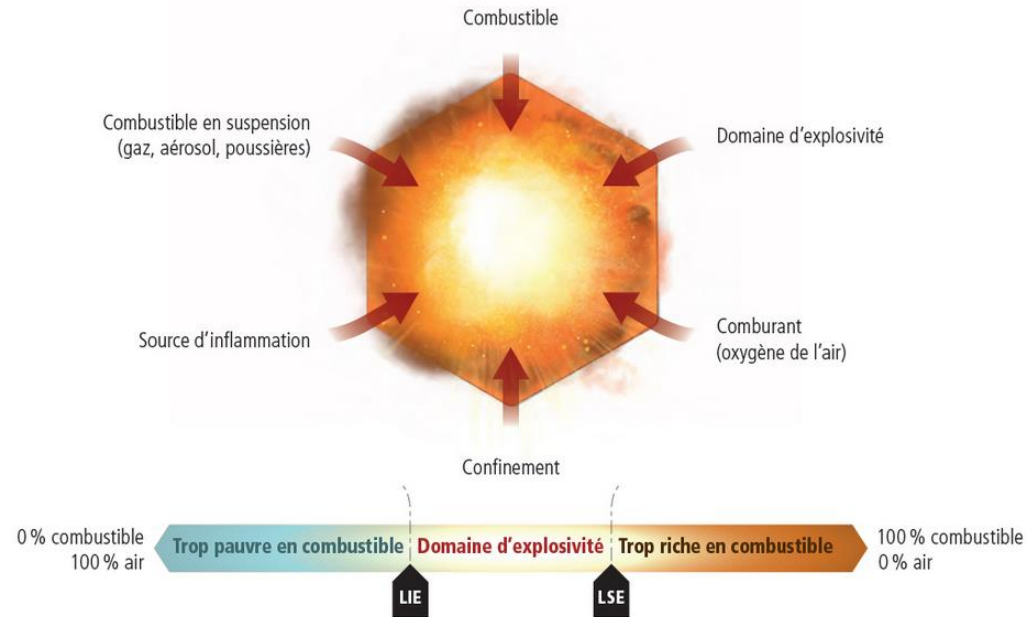 Combustible
Combustible en suspension
(gaz, aérosol, poussières)
Domaine d'explosivité
Source d'inflammation
Comburant
(oxygène de l'air)
Confinement
0 % combustible
100 % air
Trop pauvre en combustible
Domaine d'explosivité
Trop riche en combustible
100 % combustible
0 % air
LIE
LSE